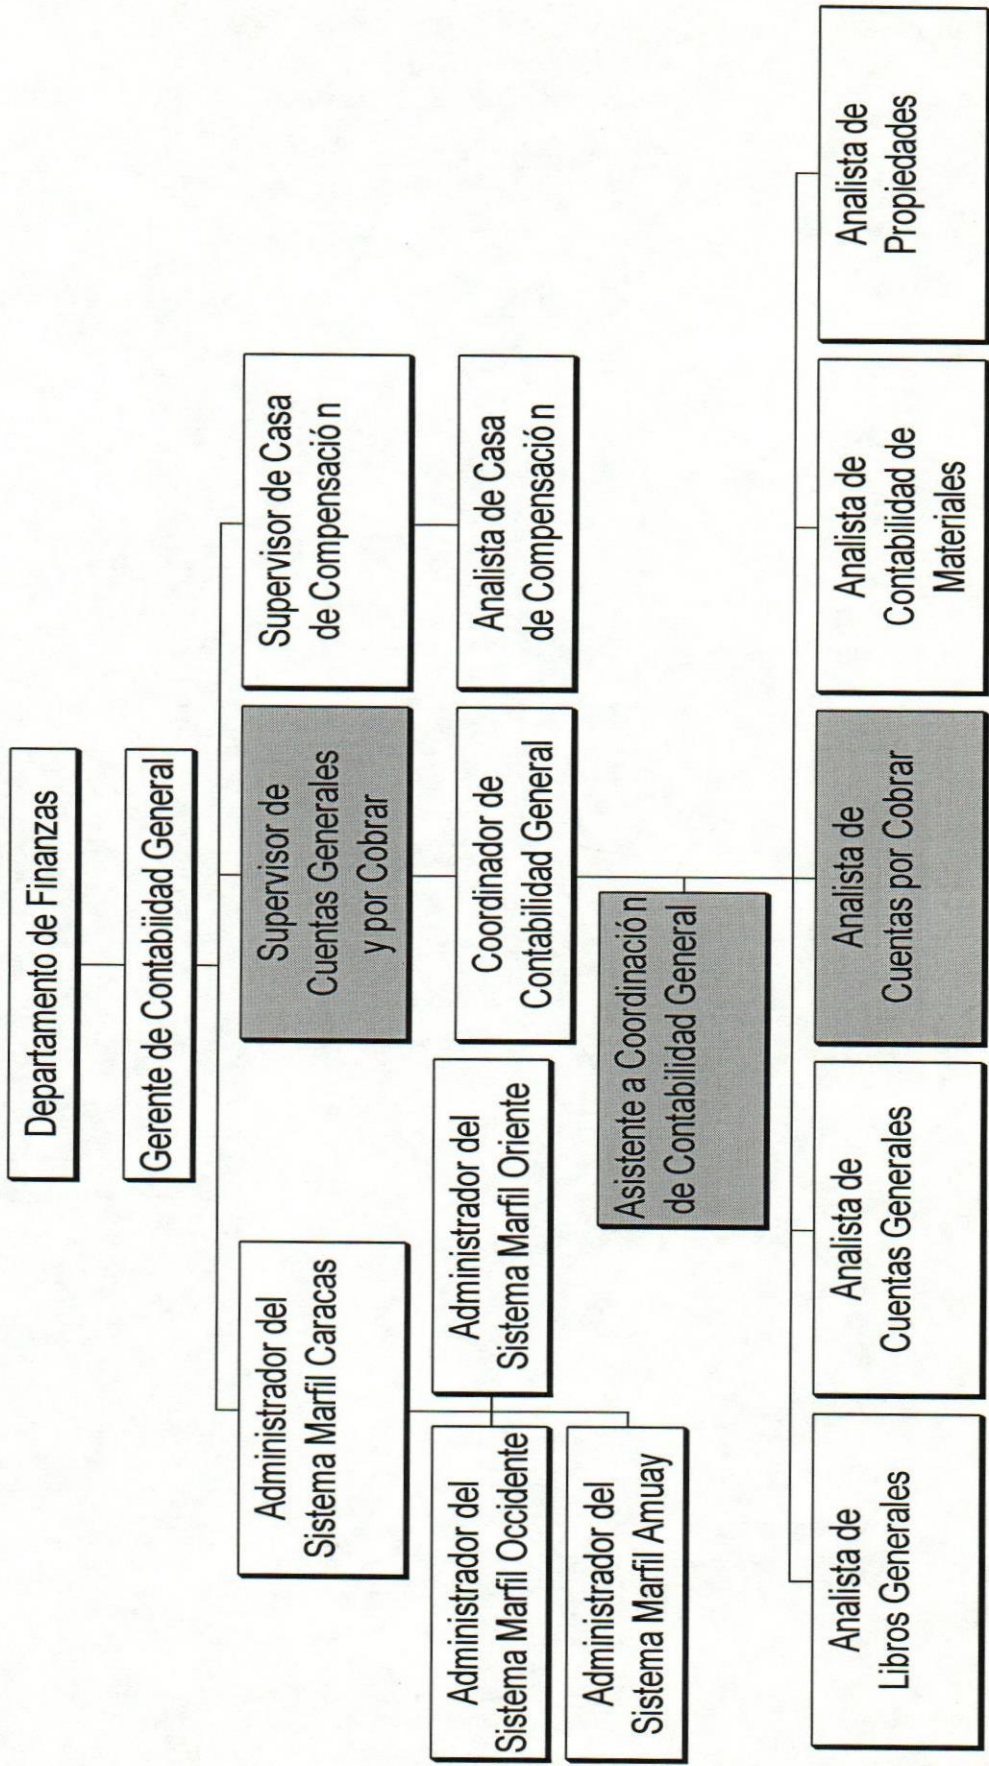 Departamento de Finanzas
Gerente de Contabilidad General
Administrador del
Sistema Marfil Caracas
Supervisor de
Cuentas Generales
y por Cobrar
Supervisor de Casa
de Compensación
Administrador del
Sistema Marfil Occidente
Administrador del
Sistema Marfil Oriente
Coordinador de
Contabilidad General
Analista de Casa
de Compensación
Administrador del
Sistema Marfil Amuay
Asistente a Coordinación
de Contabilidad General
Analista de
Libros Generales
Analista de
Cuentas Generales
Analista de
Cuentas por Cobrar
Analista de
Contabilidad de
Materiales
Analista de
Propiedades